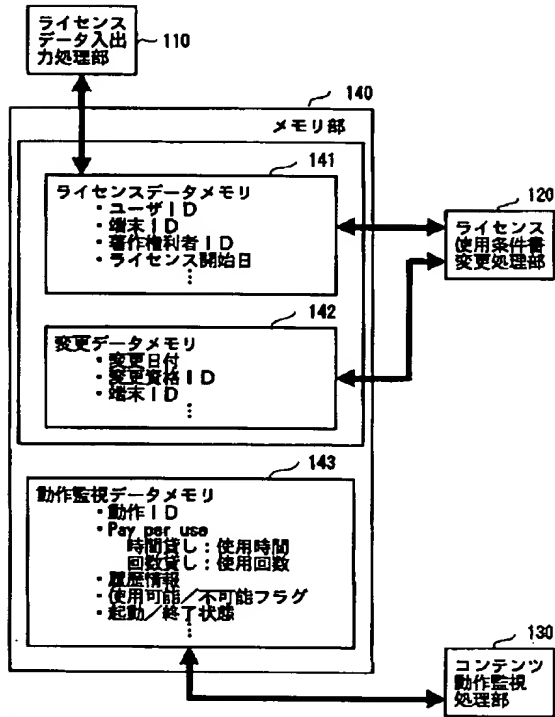 ライセンス
データ入出
力処理部
110
140
メモリ部
141
ライセンスデータメモリ
・ユーザID
・端末ID
・著作権利者ID
・ライセンス開始日
⋮
120
ライセンス
使用条件書
変更処理部
142
変更データメモリ
・変更日付
・変更資格ID
・端末ID
⋮
143
動作監視データメモリ
・動作ID
・Pay per use
時間貸し:使用時間
回数貸し:使用回数
・履歴情報
・使用可能/不可能フラグ
・起動/終了状態
⋮
130
コンテンツ
動作監視
処理部